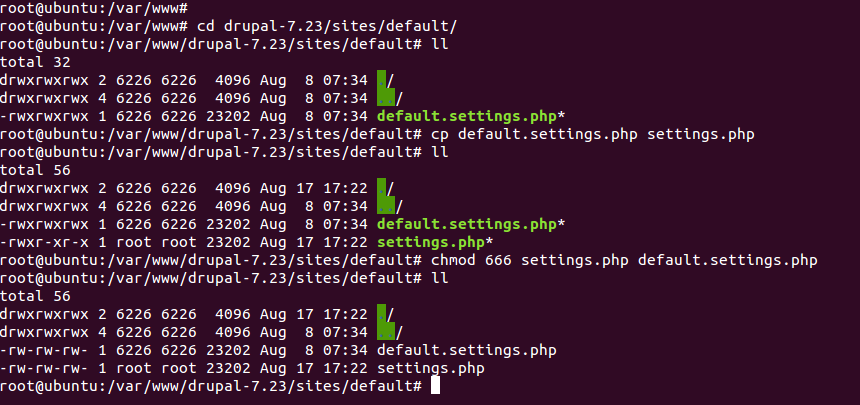 root@ubuntu:/var/www#
root@ubuntu:/var/www# cd drupal-7.23/sites/default/
root@ubuntu:/var/www/drupal-7.23/sites/default# ll
total 32
drwxrwxrwx 2 6226 6226  4096 Aug  8 07:34 ./
drwxrwxrwx 4 6226 6226  4096 Aug  8 07:34 ../
-rwxrwxrwx 1 6226 6226 23202 Aug  8 07:34 default.settings.php*
root@ubuntu:/var/www/drupal-7.23/sites/default# cp default.settings.php settings.php
root@ubuntu:/var/www/drupal-7.23/sites/default# ll
total 56
drwxrwxrwx 2 6226 6226  4096 Aug 17 17:22 ./
drwxrwxrwx 4 6226 6226  4096 Aug  8 07:34 ../
-rwxrwxrwx 1 6226 6226 23202 Aug  8 07:34 default.settings.php*
-rwxr-xr-x 1 root root 23202 Aug 17 17:22 settings.php*
root@ubuntu:/var/www/drupal-7.23/sites/default# chmod 666 settings.php default.settings.php
root@ubuntu:/var/www/drupal-7.23/sites/default# ll
total 56
drwxrwxrwx 2 6226 6226  4096 Aug 17 17:22 ./
drwxrwxrwx 4 6226 6226  4096 Aug  8 07:34 ../
-rw-rw-rw- 1 6226 6226 23202 Aug  8 07:34 default.settings.php
-rw-rw-rw- 1 root root 23202 Aug 17 17:22 settings.php
root@ubuntu:/var/www/drupal-7.23/sites/default#